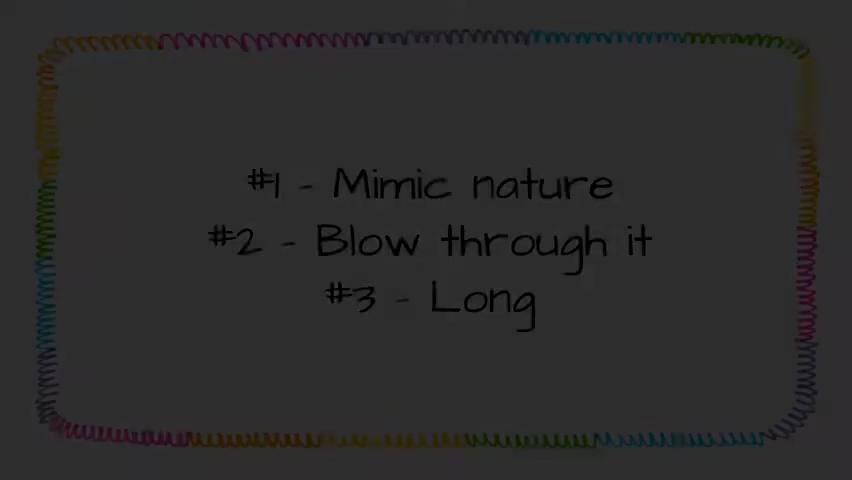 #1 - Mimic nature
#2 - Blow through it
#3 - Long